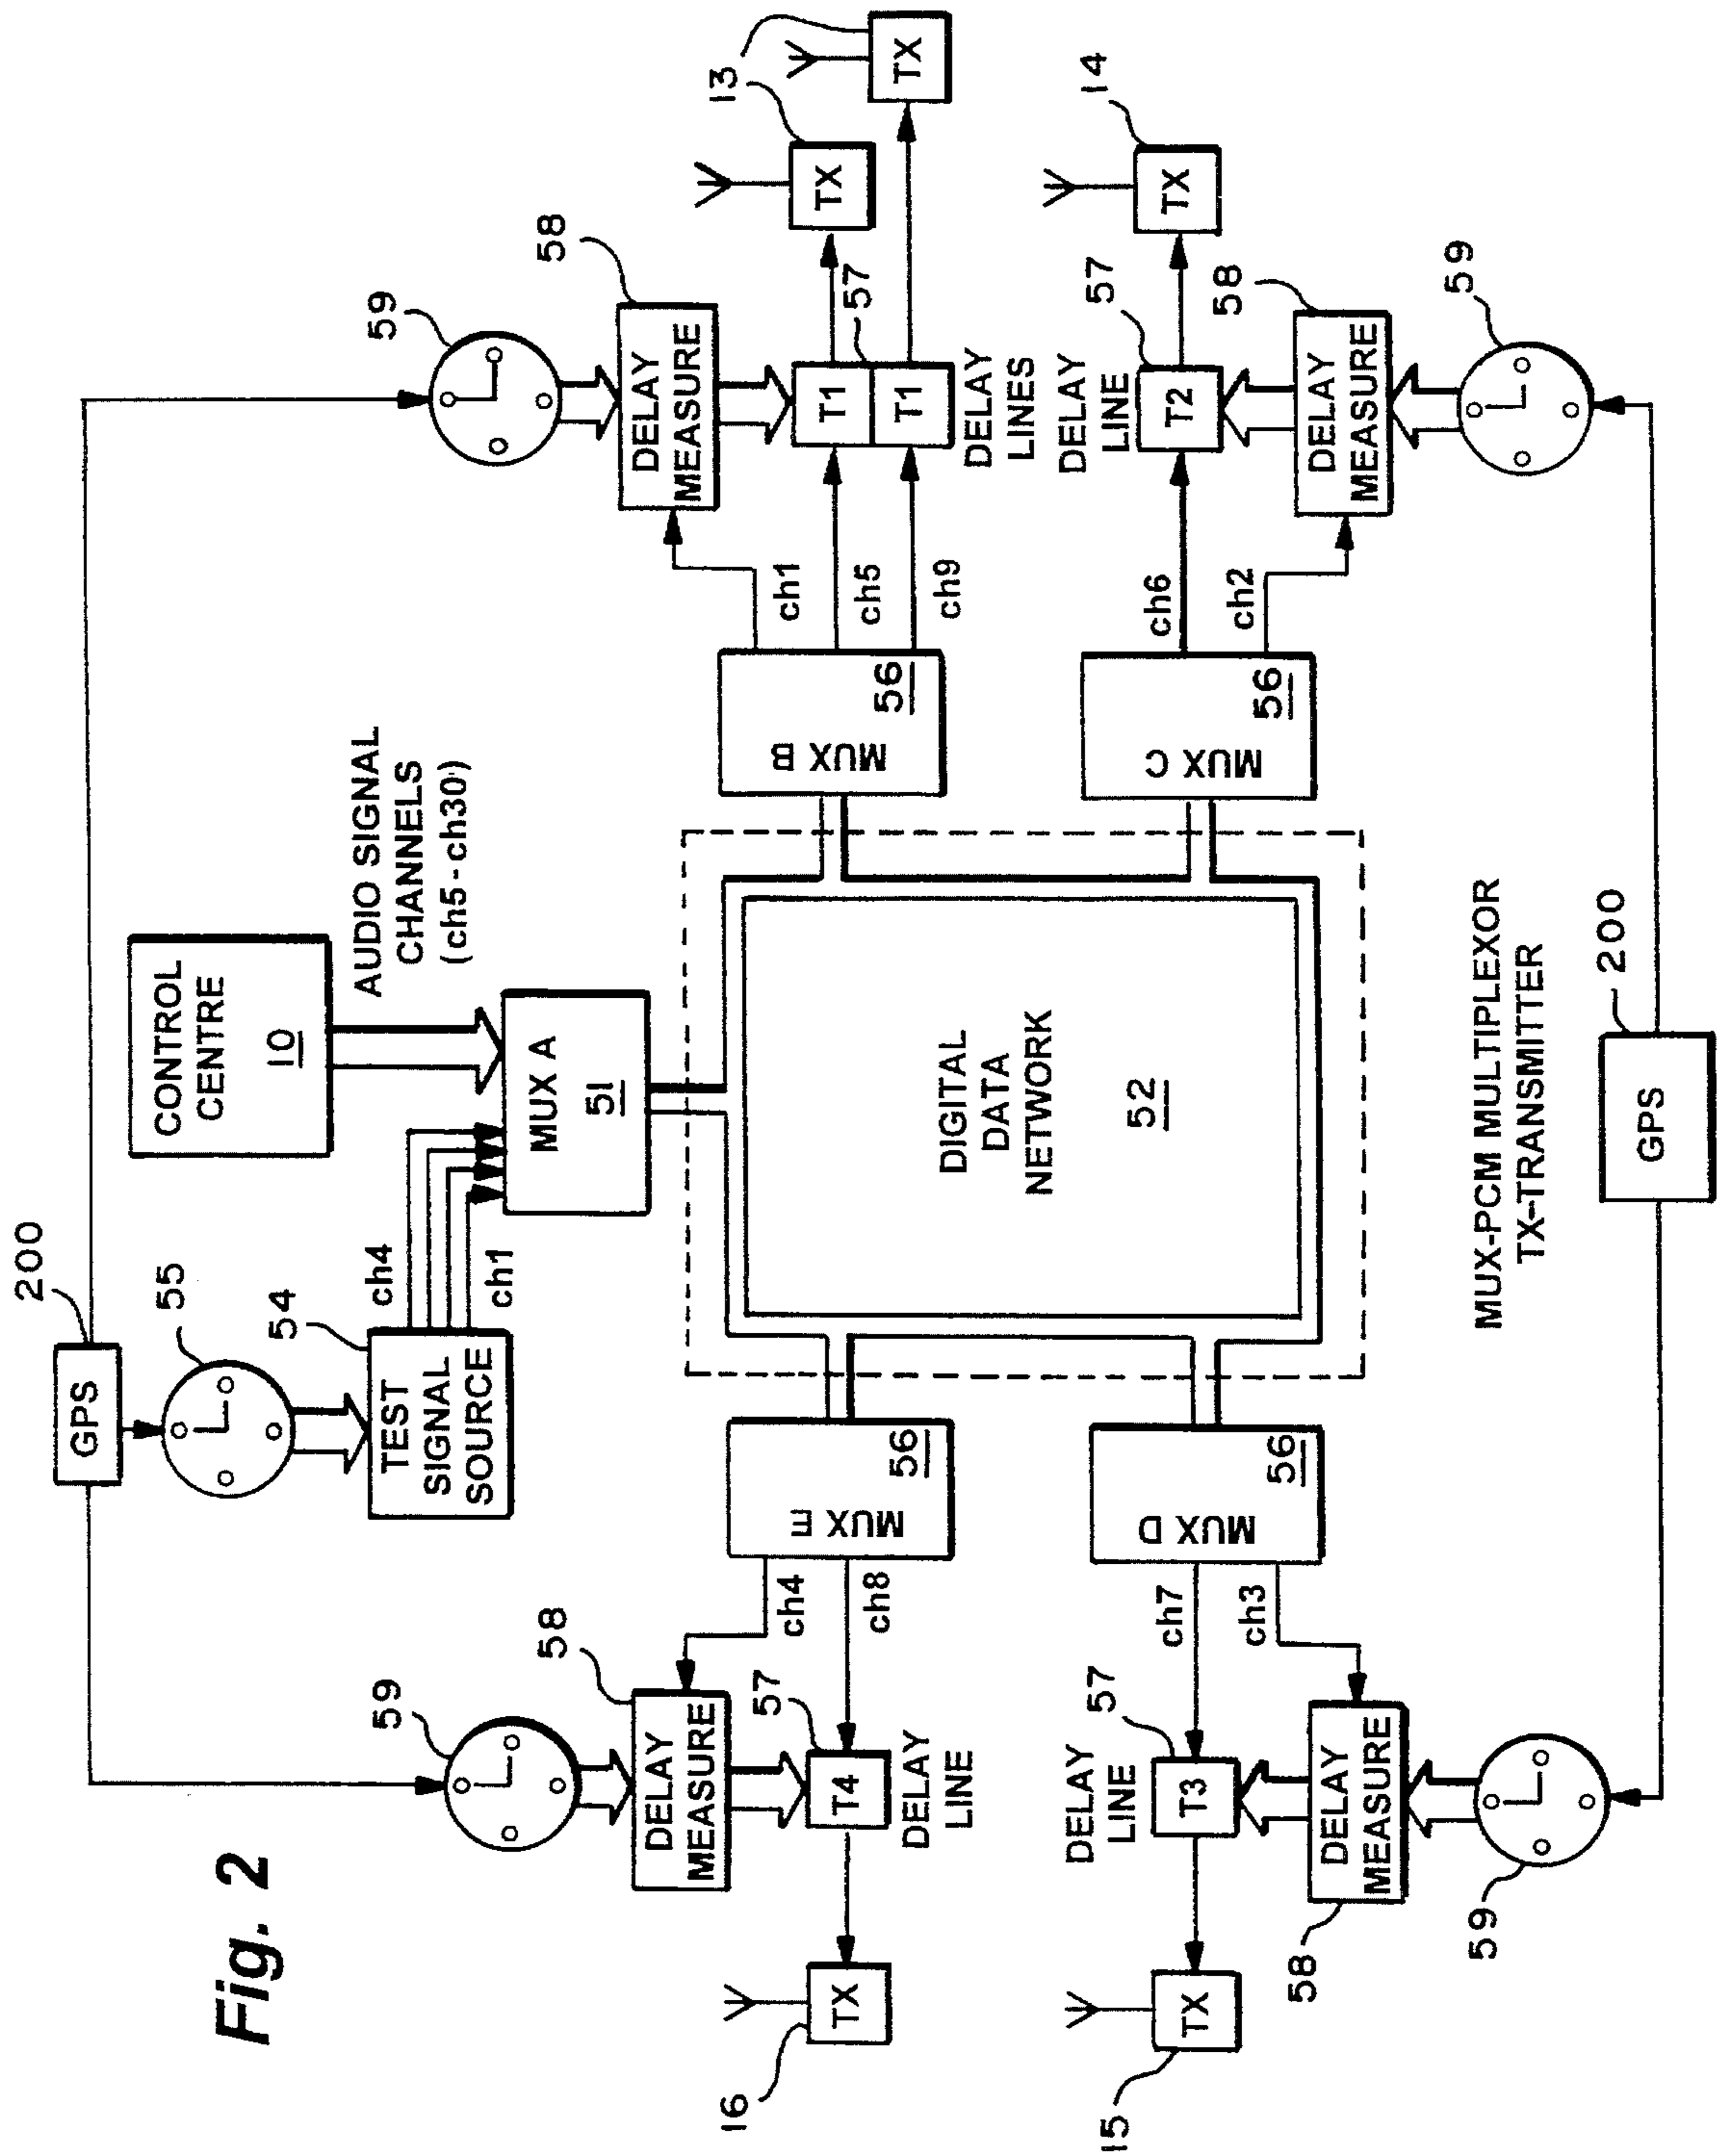 Fig. 2
200
GPS
55
54
TEST
SIGNAL
SOURCE
ch4
ch1
CONTROL
CENTRE
10
AUDIO SIGNAL
CHANNELS
(ch5-ch30)
MUX A
51
59
58
DELAY
MEASURE
57
T4
DELAY
LINE
TX
16
ch4
ch8
MUX E
56
59
58
DELAY
MEASURE
57
T1
T1
DELAY
LINES
13
TX
TX
ch1
ch5
ch9
MUX B
56
DIGITAL
DATA
NETWORK
52
MUX D
56
ch7
ch3
DELAY
LINE
57
T3
TX
15
DELAY
MEASURE
58
59
MUX C
56
ch6
ch2
DELAY
LINE
57
T2
TX
14
58
DELAY
MEASURE
59
MUX-PCM MULTIPLEXOR
TX-TRANSMITTER
200
GPS